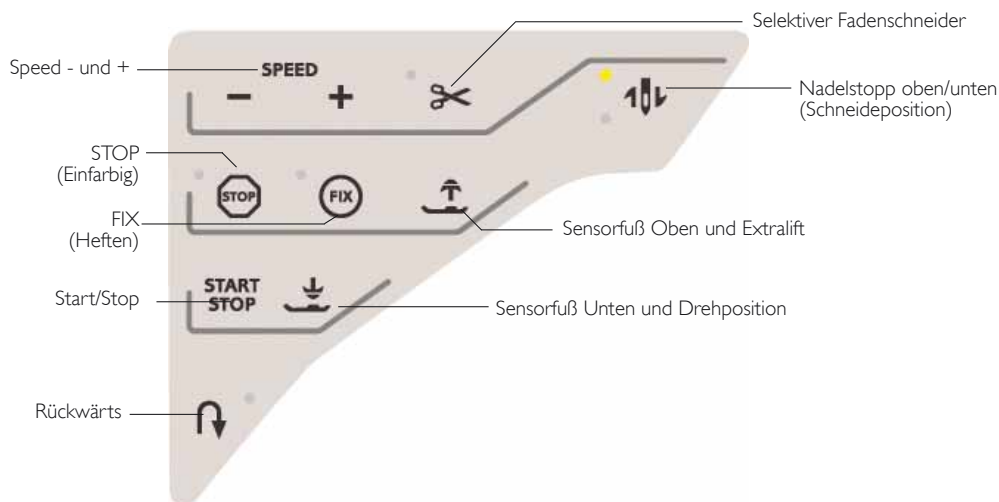 Selektiver Fadenschneider
Speed - und +
SPEED
Nadelstopp oben/unten
(Schneideposition)
STOP
(Einfarbig)
STOP
FIX
FIX
(Heften)
Sensorfuß Oben und Extralift
Start/Stop
START
STOP
Sensorfuß Unten und Drehposition
Rückwärts